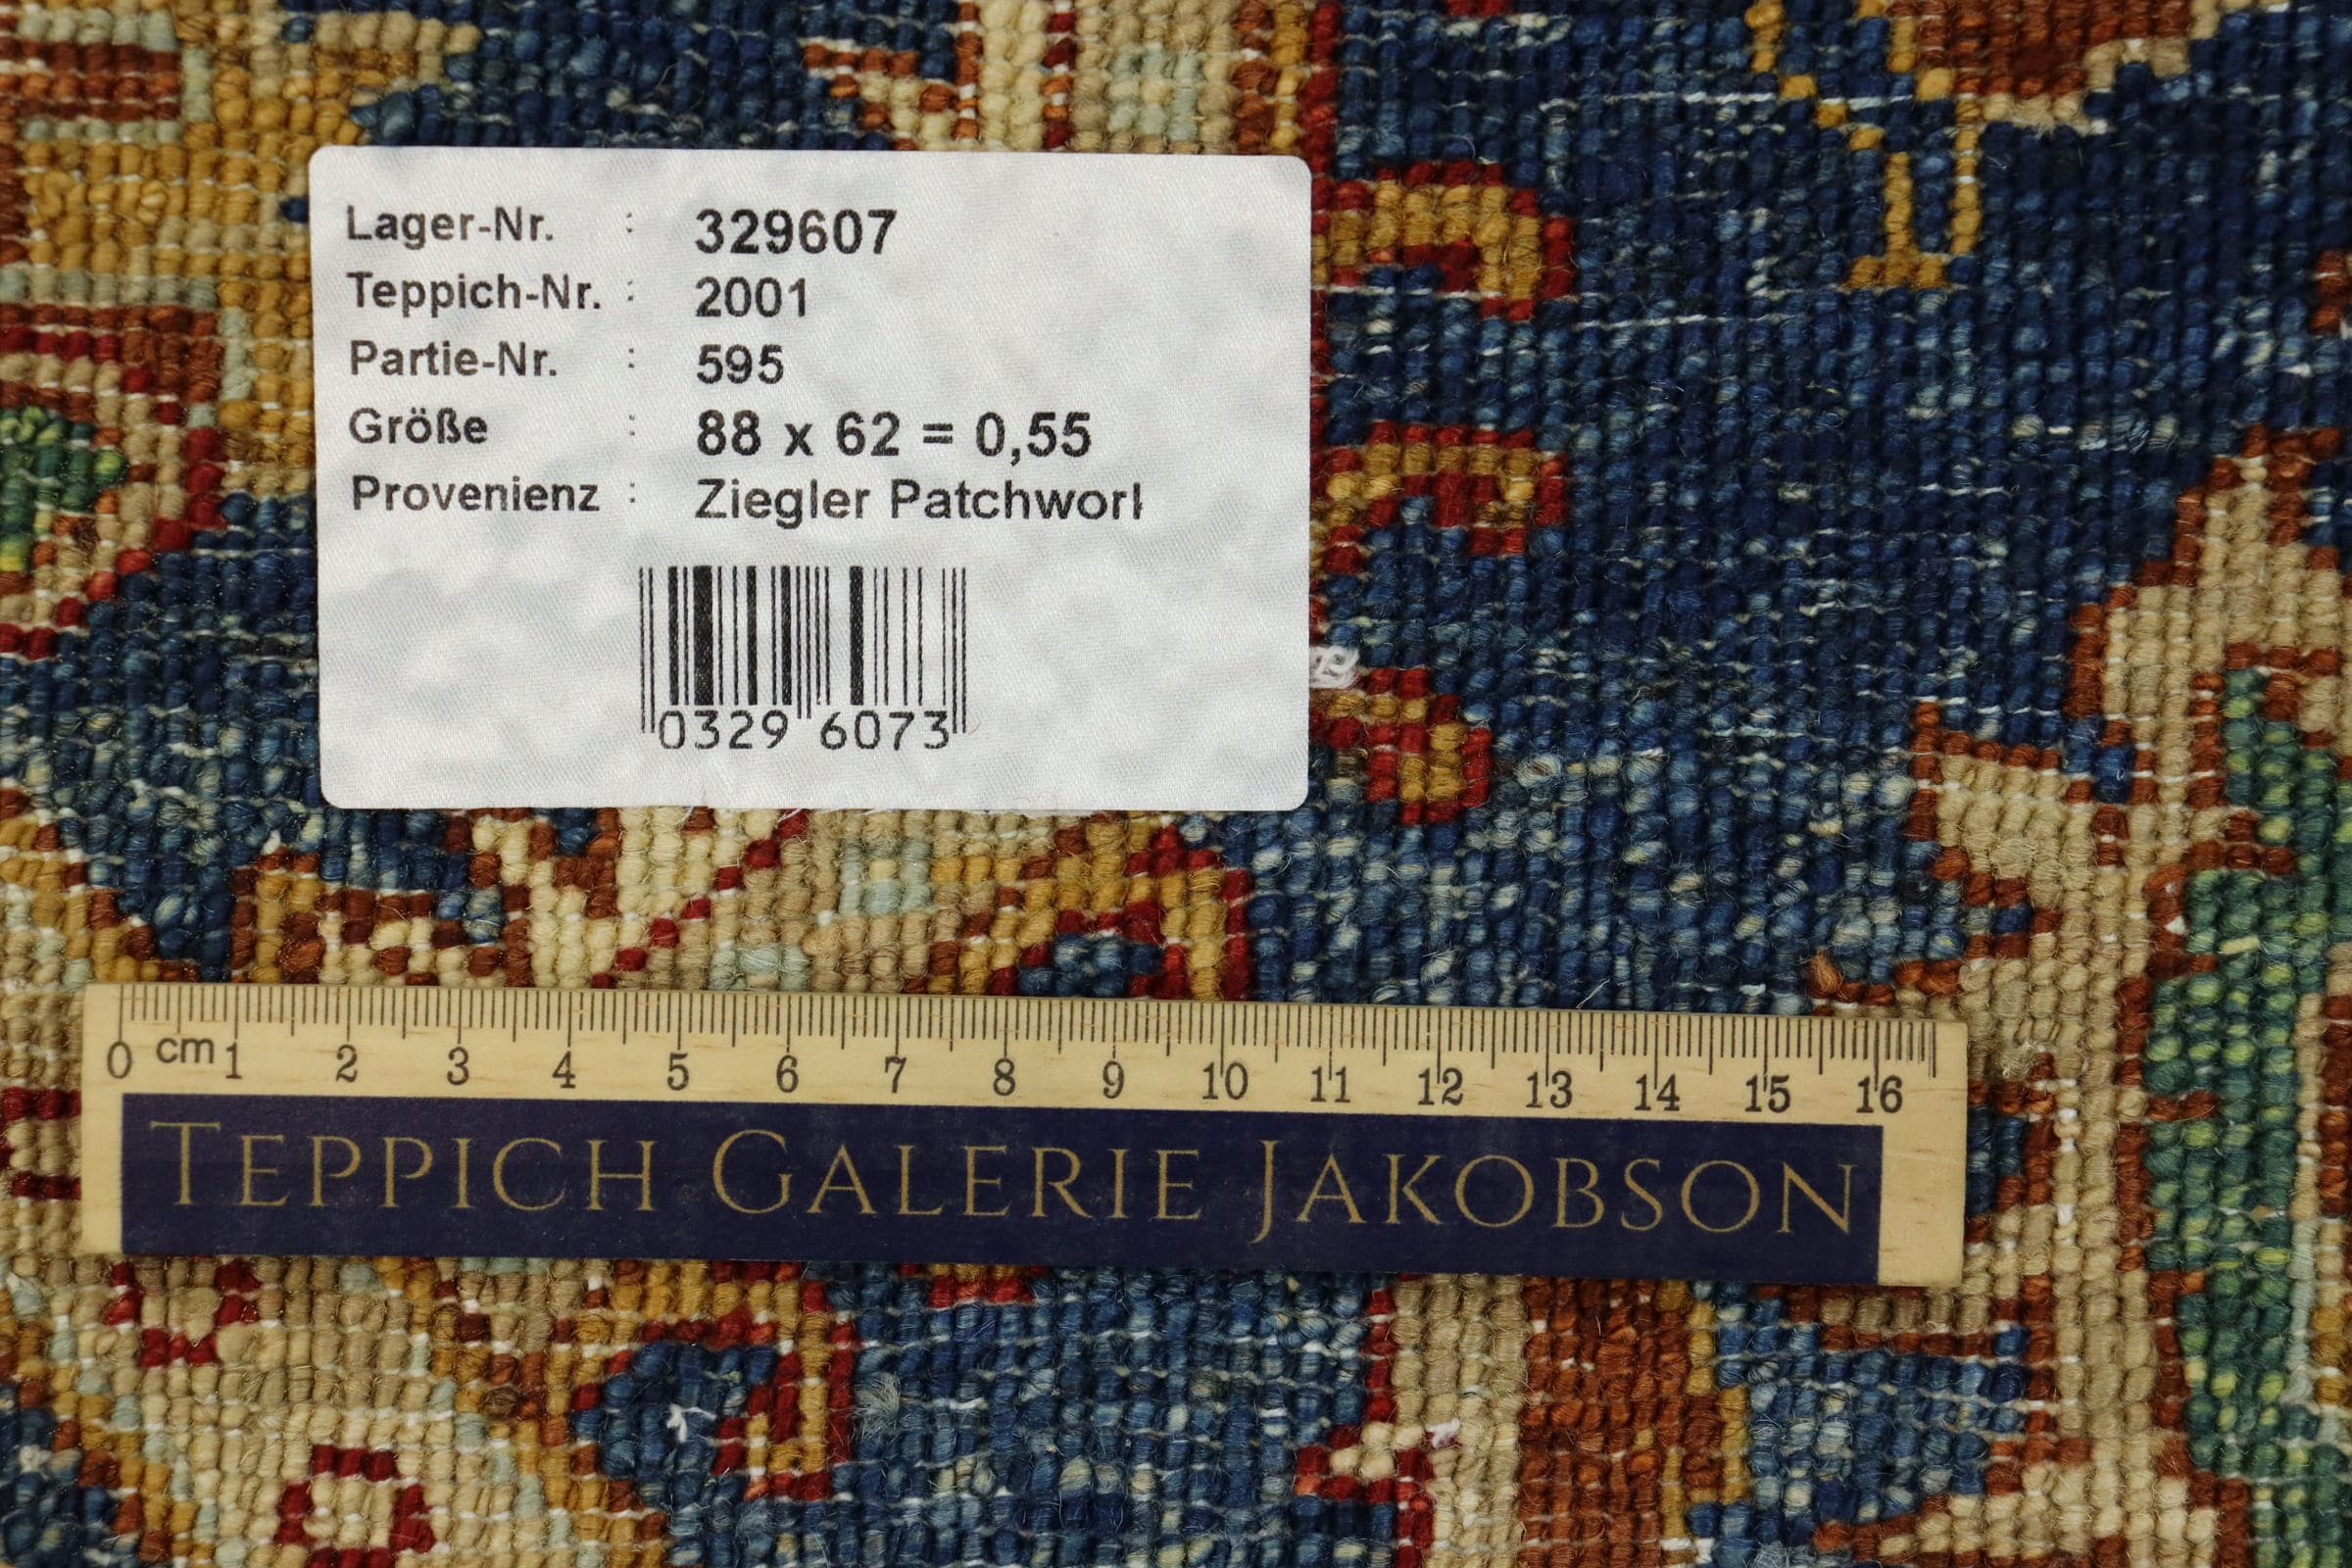 Lager-Nr. : 329607
Teppich-Nr. : 2001
Partie-Nr. : 595
Größe : 88 x 62 = 0,55
Provenienz : Ziegler Patchworl
0329 6073
0 cm 1 2 3 4 5 6 7 8 9 10 11 12 13 14 15 16
TEPPICH GALERIE JAKOBSON